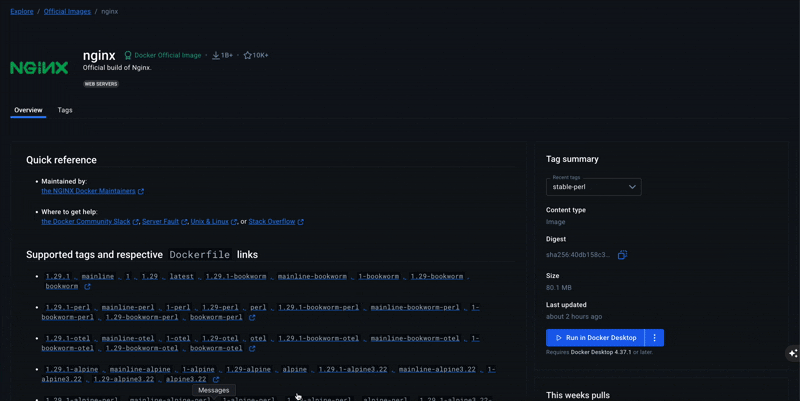 Explore / Official Images / nginx
NGINX
nginx Docker Official Image · 1B+ · 10K+
Official build of Nginx.
WEB SERVERS
Overview Tags
Quick reference
• Maintained by:
the NGINX Docker Maintainers
• Where to get help:
the Docker Community Slack, Server Fault, Unix & Linux, or Stack Overflow
Supported tags and respective Dockerfile links
• 1.29.1, mainline, 1, 1.29, latest, 1.29.1-bookworm, mainline-bookworm, 1-bookworm, 1.29-bookworm,
bookworm
• 1.29.1-perl, mainline-perl, 1-perl, 1.29-perl, perl, 1.29.1-bookworm-perl, mainline-bookworm-perl, 1-
bookworm-perl, 1.29-bookworm-perl, bookworm-perl
• 1.29.1-otel, mainline-otel, 1-otel, 1.29-otel, otel, 1.29.1-bookworm-otel, mainline-bookworm-otel, 1-
bookworm-otel, 1.29-bookworm-otel, bookworm-otel
• 1.29.1-alpine, mainline-alpine, 1-alpine, 1.29-alpine, alpine, 1.29.1-alpine3.22, mainline-alpine3.22, 1-
alpine3.22, 1.29-alpine3.22, alpine3.22
Messages
Tag summary
Recent tags
stable-perl
Content type
Image
Digest
sha256:40db158c3...
Size
80.1 MB
Last updated
about 2 hours ago
Run in Docker Desktop
Requires Docker Desktop 4.37.1 or later.
This weeks pulls